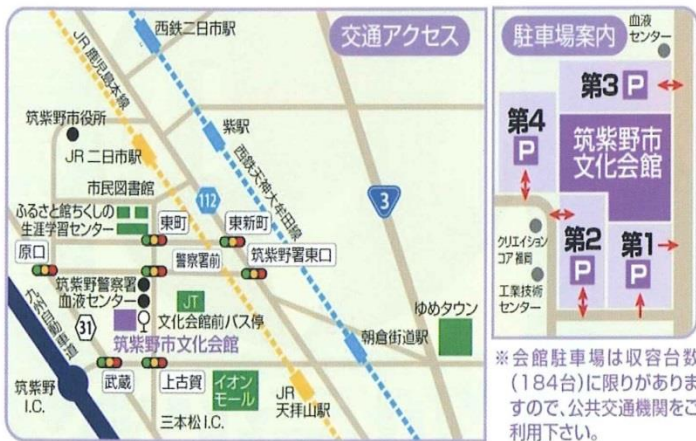 交通アクセス
西鉄二日市駅
JR鹿児島本線
筑紫野市役所
紫駅
JR二日市駅
西鉄天神大牟田線
3
市民図書館
112
ふるさと館ちくしの
生涯学習センター
東町
東新町
原口
警察署前
筑紫野署東口
筑紫野警察署
血液センター
JT
九州自動車道
31
文化会館前バス停
ゆめタウン
筑紫野市文化会館
朝倉街道駅
筑紫野
I.C.
武蔵
上古賀
イオン
モール
JR
天拝山駅
三本松I.C.
駐車場案内
血液
センター
第3 P
第4
P
筑紫野市
文化会館
クリエイション
コア福岡
第2
P
第1
P
工業技術
センター
※会館駐車場は収容台数
(184台)に限りがありま
すので、公共交通機関をご
利用下さい。